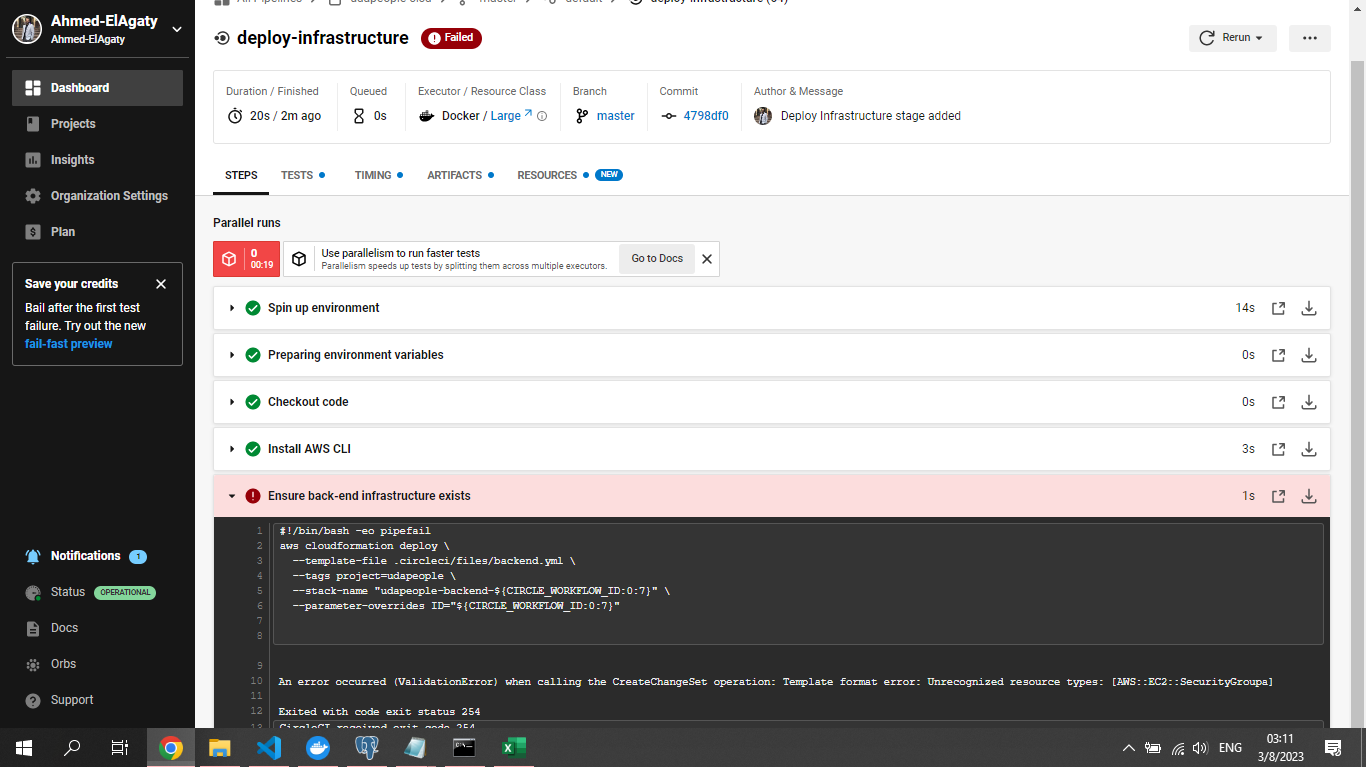 Ahmed-ElAgaty
Ahmed-ElAgaty
Dashboard
Projects
Insights
Organization Settings
Plan
Save your credits
Bail after the first test
failure. Try out the new
fail-fast preview
Notifications 1
Status OPERATIONAL
Docs
Orbs
Support
All Pipelines udapeople-cicd master default deploy-infrastructure (64)
deploy-infrastructure Failed
Rerun
Duration / Finished
20s / 2m ago
Queued
0s
Executor / Resource Class
Docker / Large
Branch
master
Commit
4798df0
Author & Message
Deploy Infrastructure stage added
STEPS TESTS TIMING ARTIFACTS RESOURCES NEW
Parallel runs
0
00:19
Use parallelism to run faster tests
Parallelism speeds up tests by splitting them across multiple executors.
Go to Docs
Spin up environment 14s
Preparing environment variables 0s
Checkout code 0s
Install AWS CLI 3s
Ensure back-end infrastructure exists 1s
1 #!/bin/bash -eo pipefail
2 aws cloudformation deploy \
3 --template-file .circleci/files/backend.yml \
4 --tags project=udapeople \
5 --stack-name "udapeople-backend-${CIRCLE_WORKFLOW_ID:0:7}" \
6 --parameter-overrides ID="${CIRCLE_WORKFLOW_ID:0:7}"
7
8
9
10 An error occurred (ValidationError) when calling the CreateChangeSet operation: Template format error: Unrecognized resource types: [AWS::EC2::SecurityGroupa]
11
12 Exited with code exit status 254
13 CircleCI received exit code 254
ENG
03:11
3/8/2023